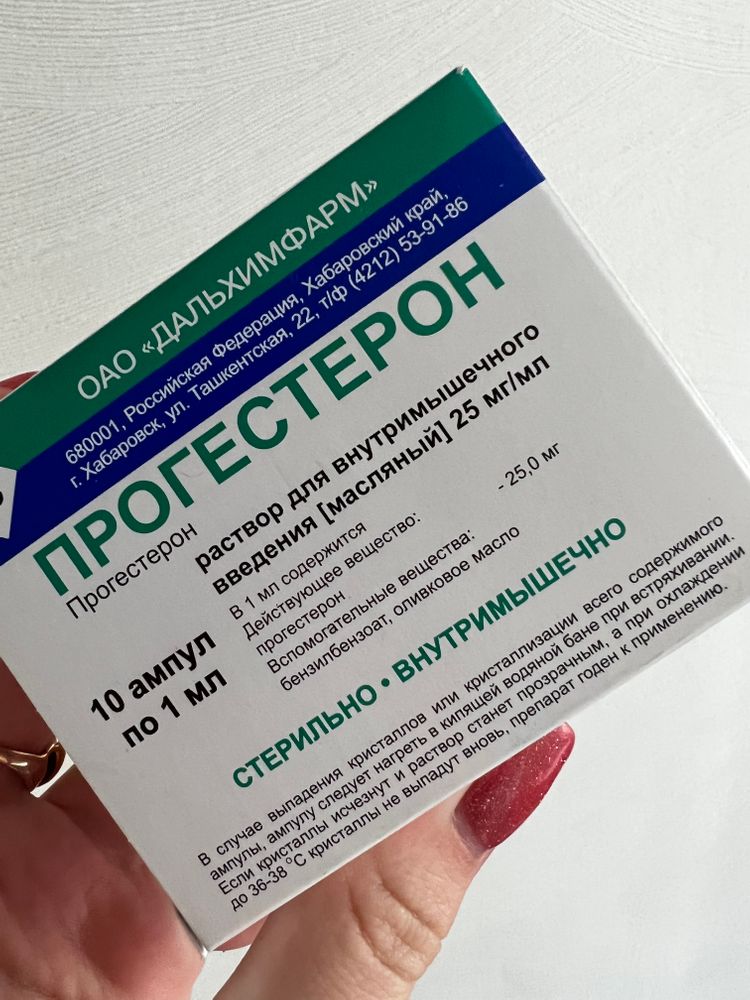 ОАО «ДАЛЬХИМФАРМ»
680001, Российская Федерация, Хабаровский край,
г. Хабаровск, ул. Ташкентская, 22, т/ф (4212) 53-91-86
ПРОГЕСТЕРОН
Прогестерон
раствор для внутримышечного
введения [масляный] 25 мг/мл
10 ампул
по 1 мл
В 1 мл содержится
Действующее вещество:
прогестерон - 25,0 мг
Вспомогательные вещества:
бензилбензоат, оливковое масло
СТЕРИЛЬНО • ВНУТРИМЫШЕЧНО
В случае выпадения кристаллов или кристаллизации всего содержимого
ампулы, ампулу следует нагреть в кипящей водяной бане при встряхивании.
Если кристаллы исчезнут и раствор станет прозрачным, а при охлаждении
до 36-38 °С кристаллы не выпадут вновь, препарат годен к применению.